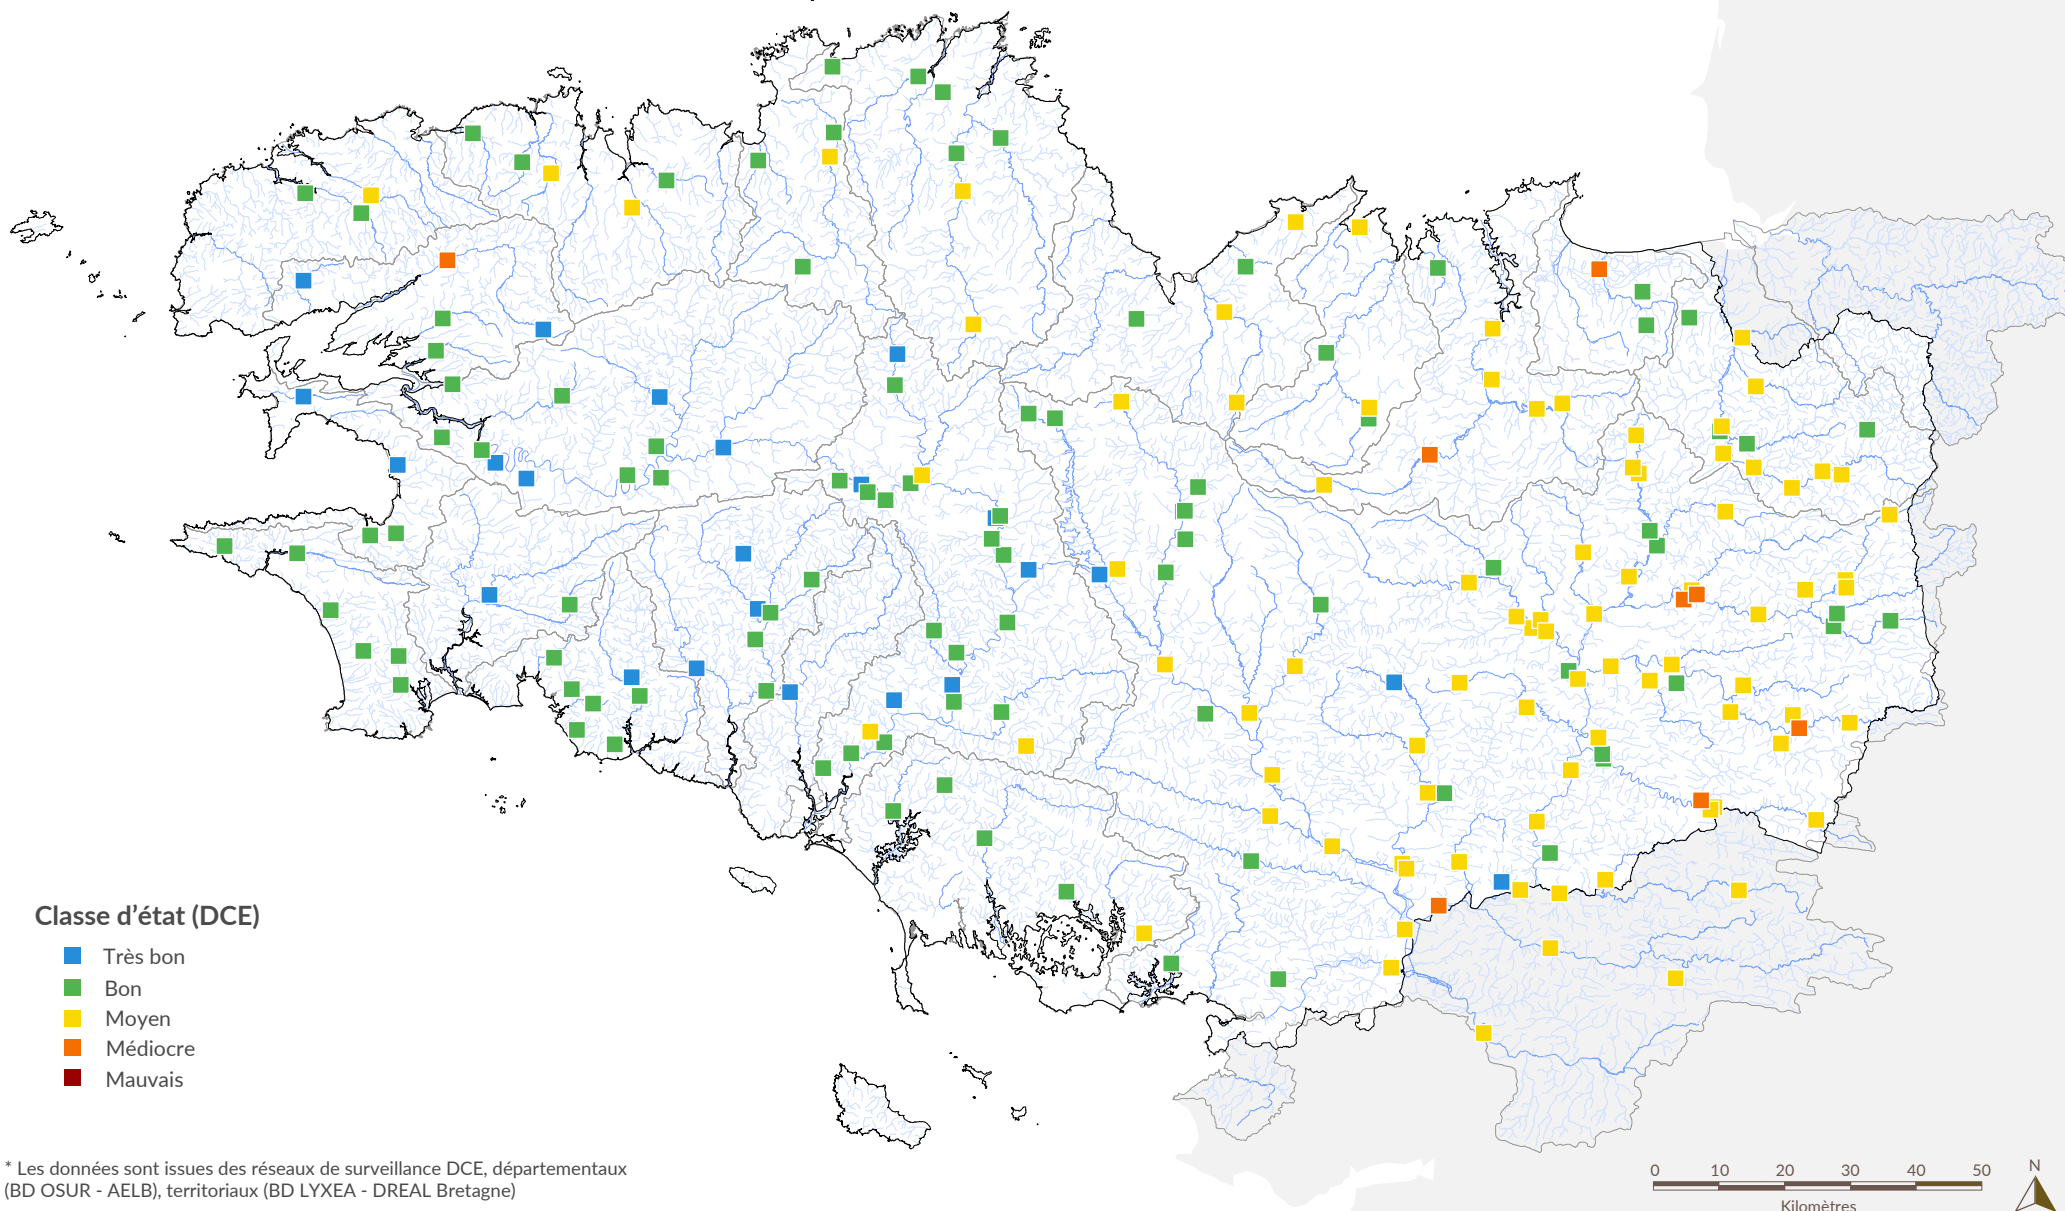 Classe d’état (DCE)
Très bon
Bon
Moyen
Médiocre
Mauvais
* Les données sont issues des réseaux de surveillance DCE, départementaux
(BD OSUR - AELB), territoriaux (BD LYXEA - DREAL Bretagne)
0 10 20 30 40 50
Kilomètres
N